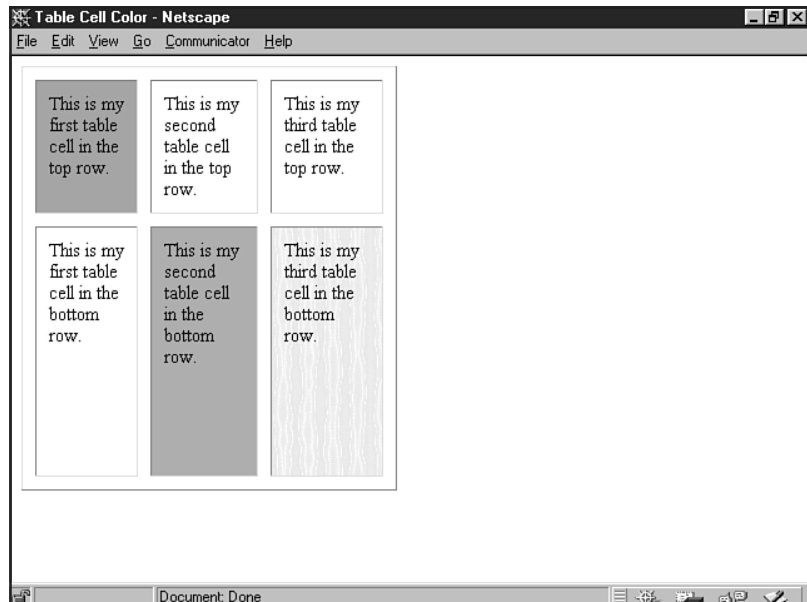 Table Cell Color - Netscape
File Edit View Go Communicator Help
This is my
first table
cell in the
top row.
This is my
second
table cell
in the top
row.
This is my
third table
cell in the
top row.
This is my
first table
cell in the
bottom
row.
This is my
second
table cell
in the
bottom
row.
This is my
third table
cell in the
bottom
row.
Document: Done